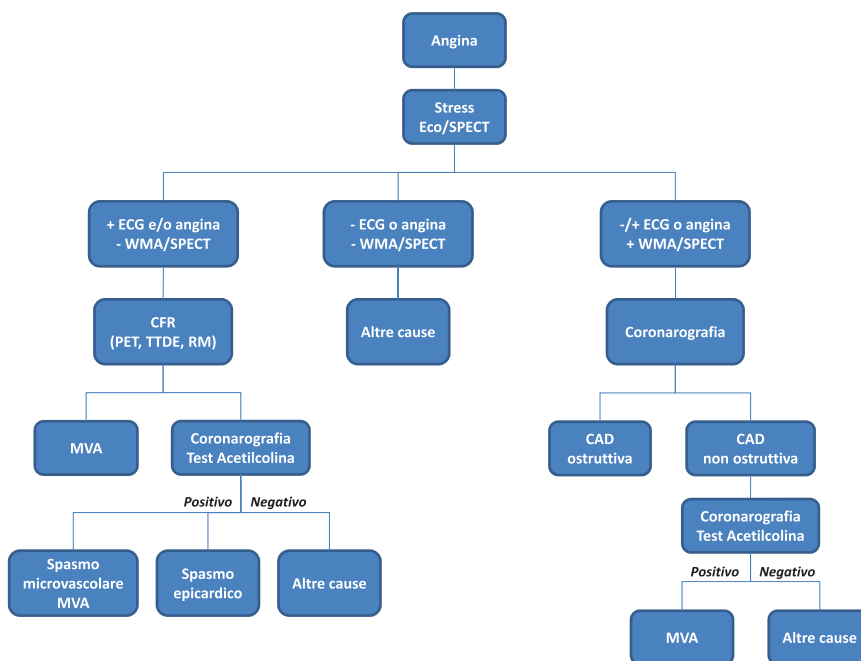 Angina
Stress
Eco/SPECT
+ ECG e/o angina
- WMA/SPECT
- ECG o angina
- WMA/SPECT
-/+ ECG o angina
+ WMA/SPECT
CFR
(PET, TTDE, RM)
Altre cause
Coronarografia
MVA
Coronarografia
Test Acetilcolina
CAD
ostruttiva
CAD
non ostruttiva
Positivo
Negativo
Coronarografia
Test Acetilcolina
Spasmo
microvascolare
MVA
Spasmo
epicardico
Altre cause
Positivo
Negativo
MVA
Altre cause